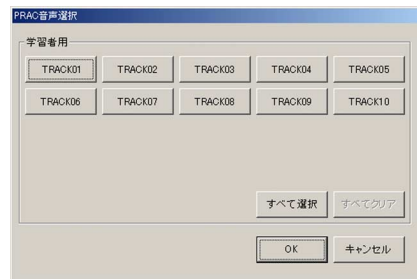 PRAC音声選択
学習者用
TRACK01 TRACK02 TRACK03 TRACK04 TRACK05
TRACK06 TRACK07 TRACK08 TRACK09 TRACK10
すべて選択 すべてクリア
OK キャンセル